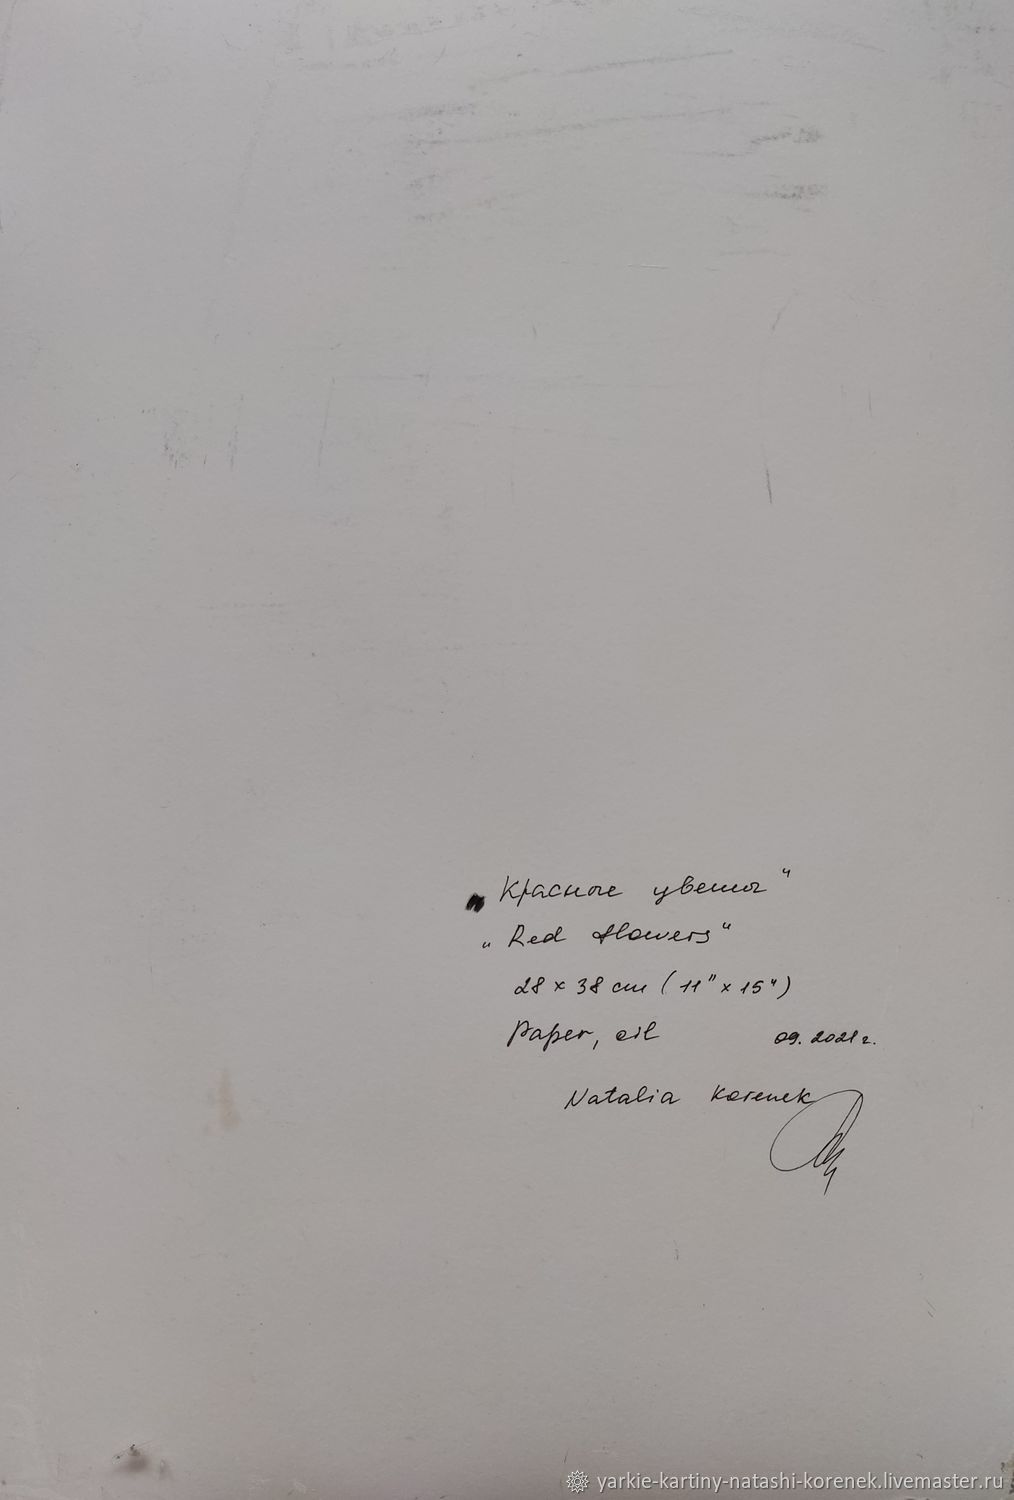 „Красные цветы"
„Red flowers"
28 x 38 cm (11" x 15")
Paper, oil 09.2021 г.
Natalia Korenek
yarkie-kartiny-natashi-korenek.livemaster.ru